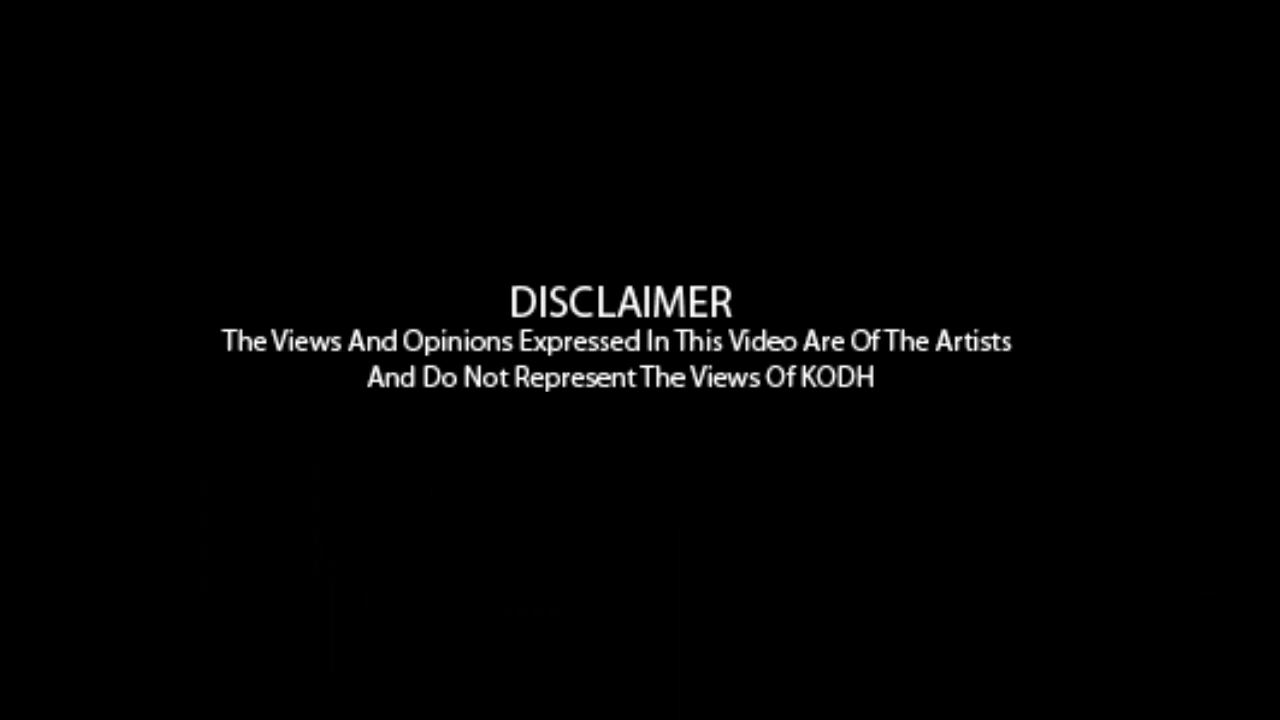 DISCLAIMER
The Views And Opinions Expressed In This Video Are Of The Artists
And Do Not Represent The Views Of KODH